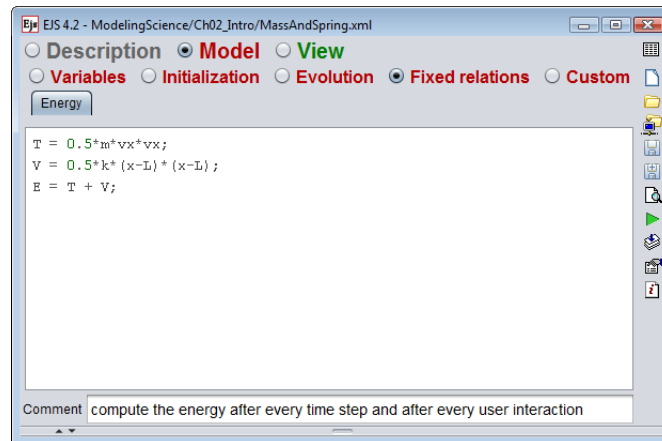 Ejs EJS 4.2 - ModelingScience/Ch02_Intro/MassAndSpring.xml
Description Model View
Variables Initialization Evolution Fixed relations Custom
Energy
T = 0.5*m*vx*vx;
V = 0.5*k*(x-L)*(x-L);
E = T + V;
Comment compute the energy after every time step and after every user interaction